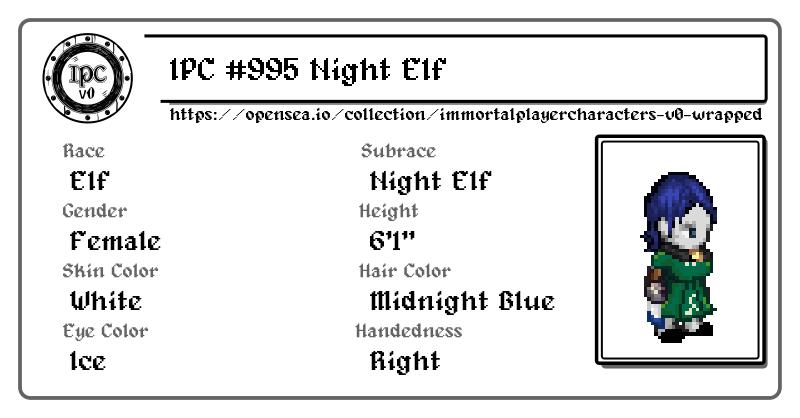 IPC
v0
IPC #995 Night Elf
https://opensea.io/collection/immortalplayercharacters-v0-wrapped
Race
Elf
Subrace
Night Elf
Gender
Female
Height
6'1"
Skin Color
White
Hair Color
Midnight Blue
Eye Color
Ice
Handedness
Right